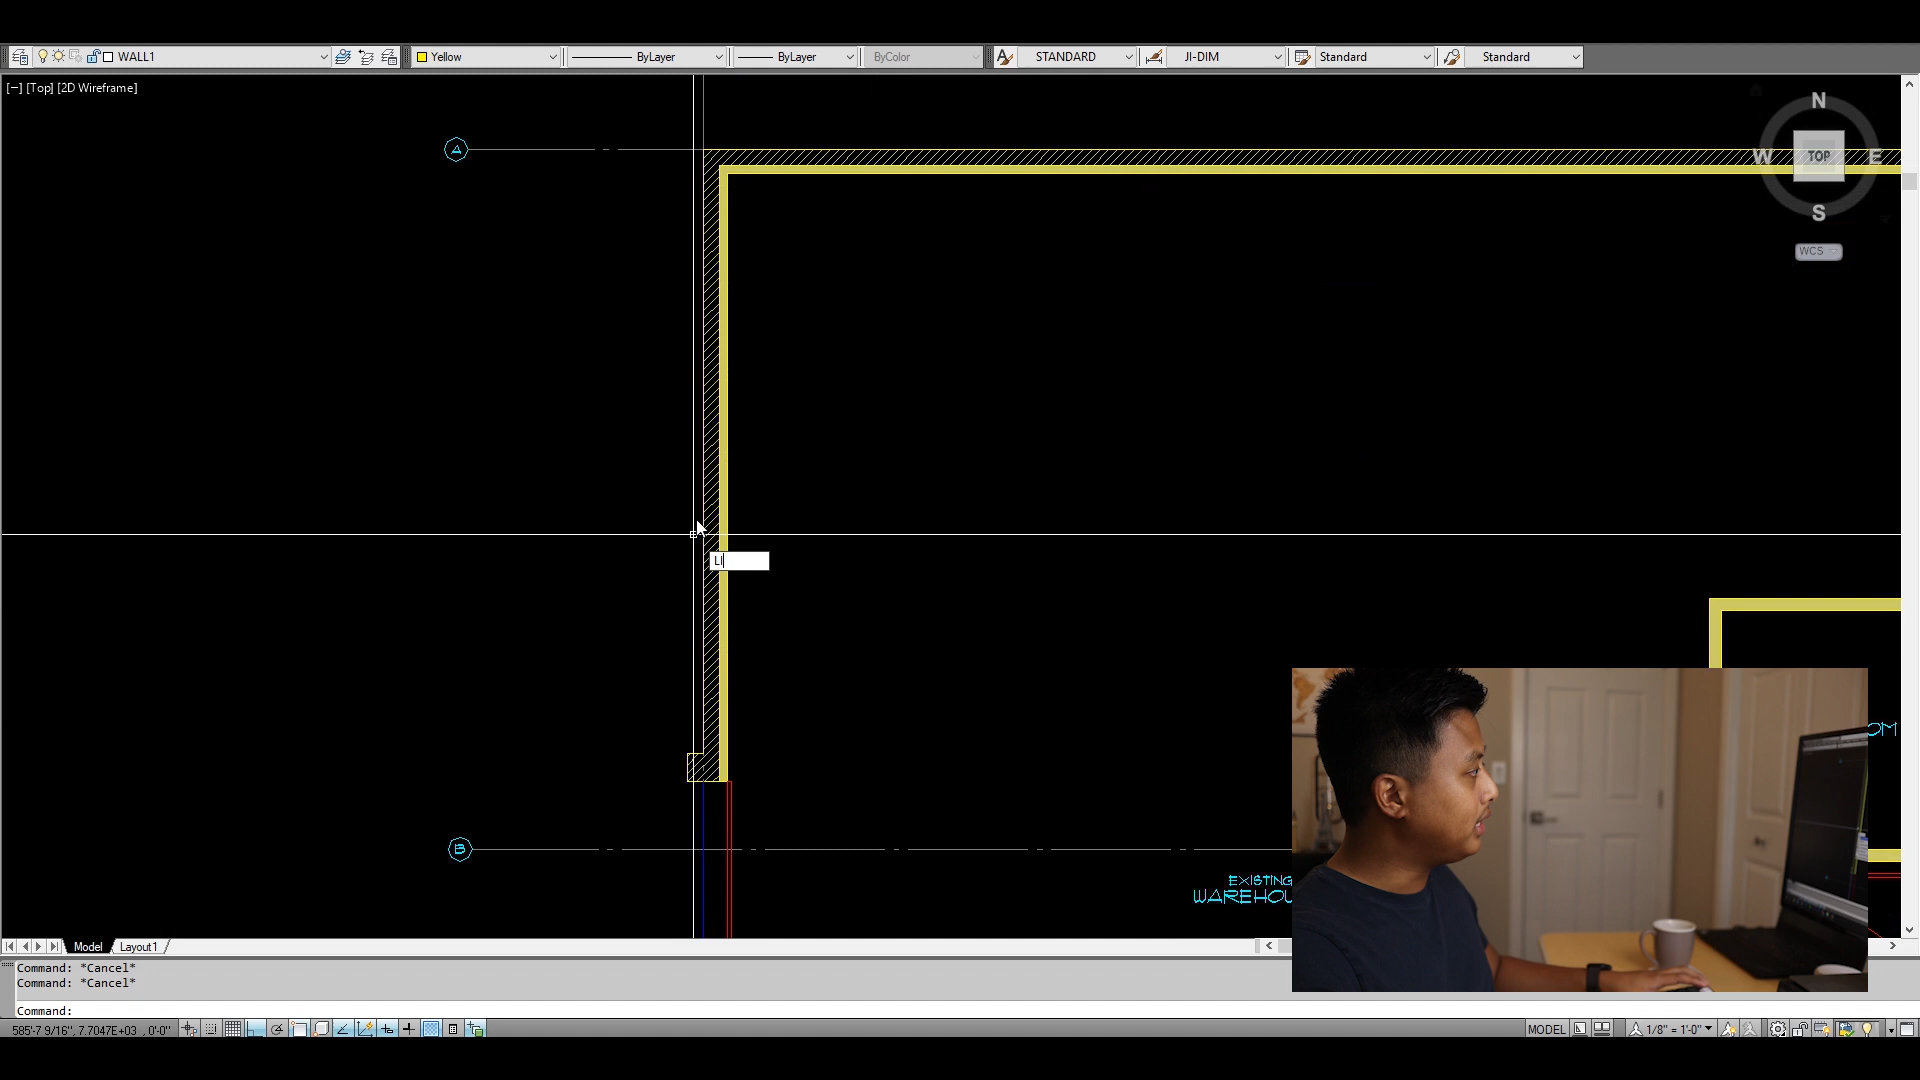 WALL1 Yellow ByLayer ByLayer ByColor STANDARD JI-DIM Standard Standard
[−] [Top] [2D Wireframe]
N
A
W TOP E
S
WCS
LI
OM
B
EXISTING
WAREHOU
Model Layout1
Command: *Cancel*
Command: *Cancel*
Command:
585'-7 9/16", 7.7047E+03 , 0'-0" MODEL 1/8" = 1'-0"